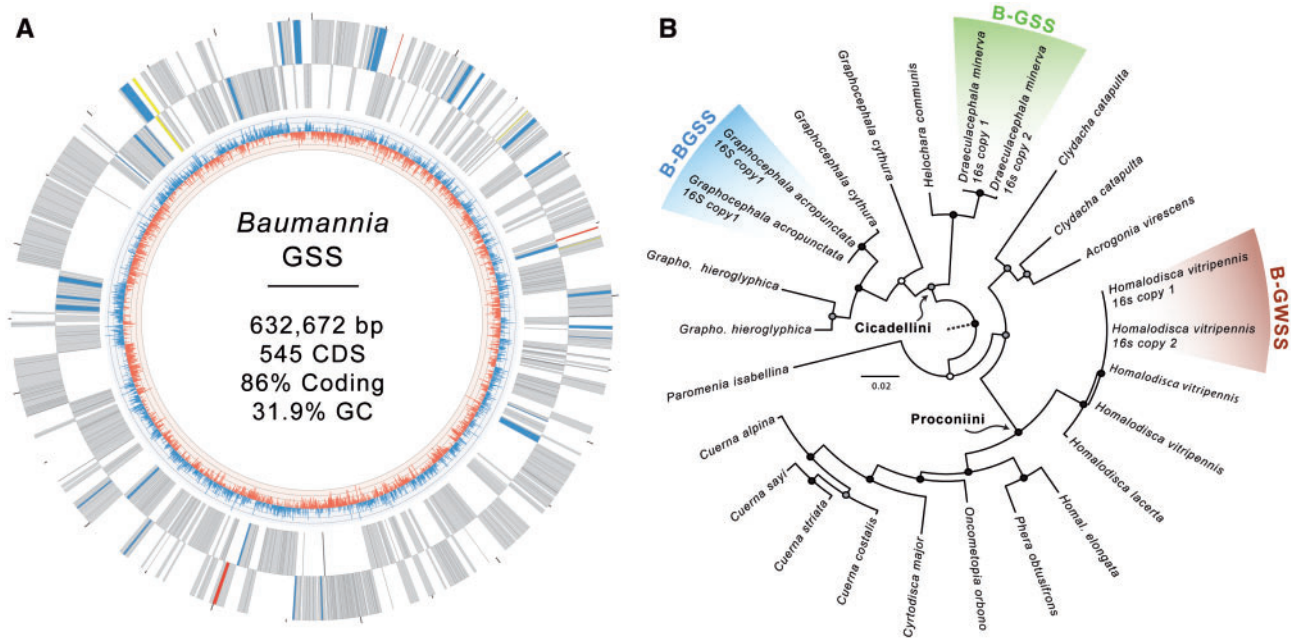 A
Baumannia
GSS
632,672 bp
545 CDS
86% Coding
31.9% GC
B
B-BGSS
B-GSS
B-GWSS
Paromenia isabellina
Grapho. hieroglyphica
Grapho. hieroglyphica
Graphocephala acropunctata
16S copy1
Graphocephala acropunctata
16S copy1
Graphocephala cythura
Graphocephala cythura
Helochara communis
Draeculacephala minerva
16s copy 1
Draeculacephala minerva
16s copy 2
Clydacha catapulta
Clydacha catapulta
Acrogonia virescens
Homalodisca vitripennis
16s copy 1
Homalodisca vitripennis
16s copy 2
Homalodisca vitripennis
Homalodisca vitripennis
Homalodisca lacerta
Homal. elongata
Phera obtusifrons
Oncometopia orbono
Cyrtodisca major
Cuerna costalis
Cuerna striata
Cuerna sayi
Cuerna alpina
Cicadellini
0.02
Proconiini